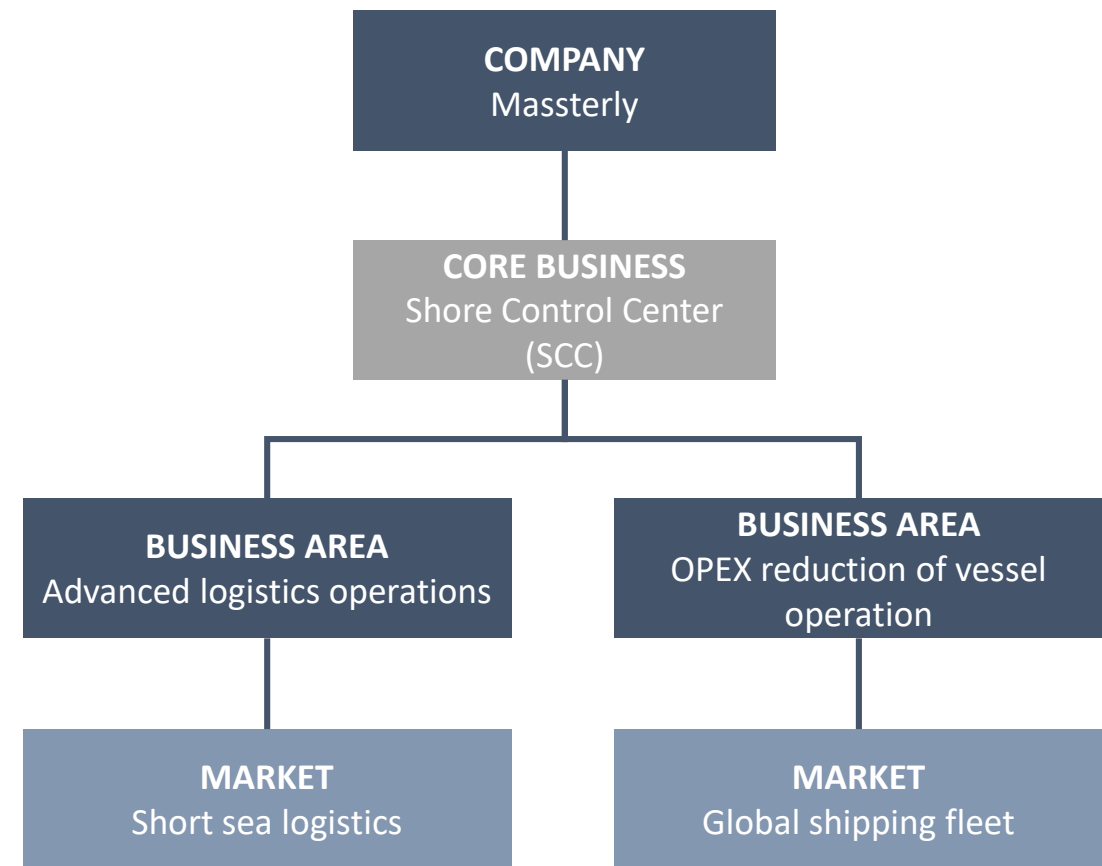 COMPANY
Massterly
CORE BUSINESS
Shore Control Center
(SCC)
BUSINESS AREA
Advanced logistics operations
BUSINESS AREA
OPEX reduction of vessel
operation
MARKET
Short sea logistics
MARKET
Global shipping fleet